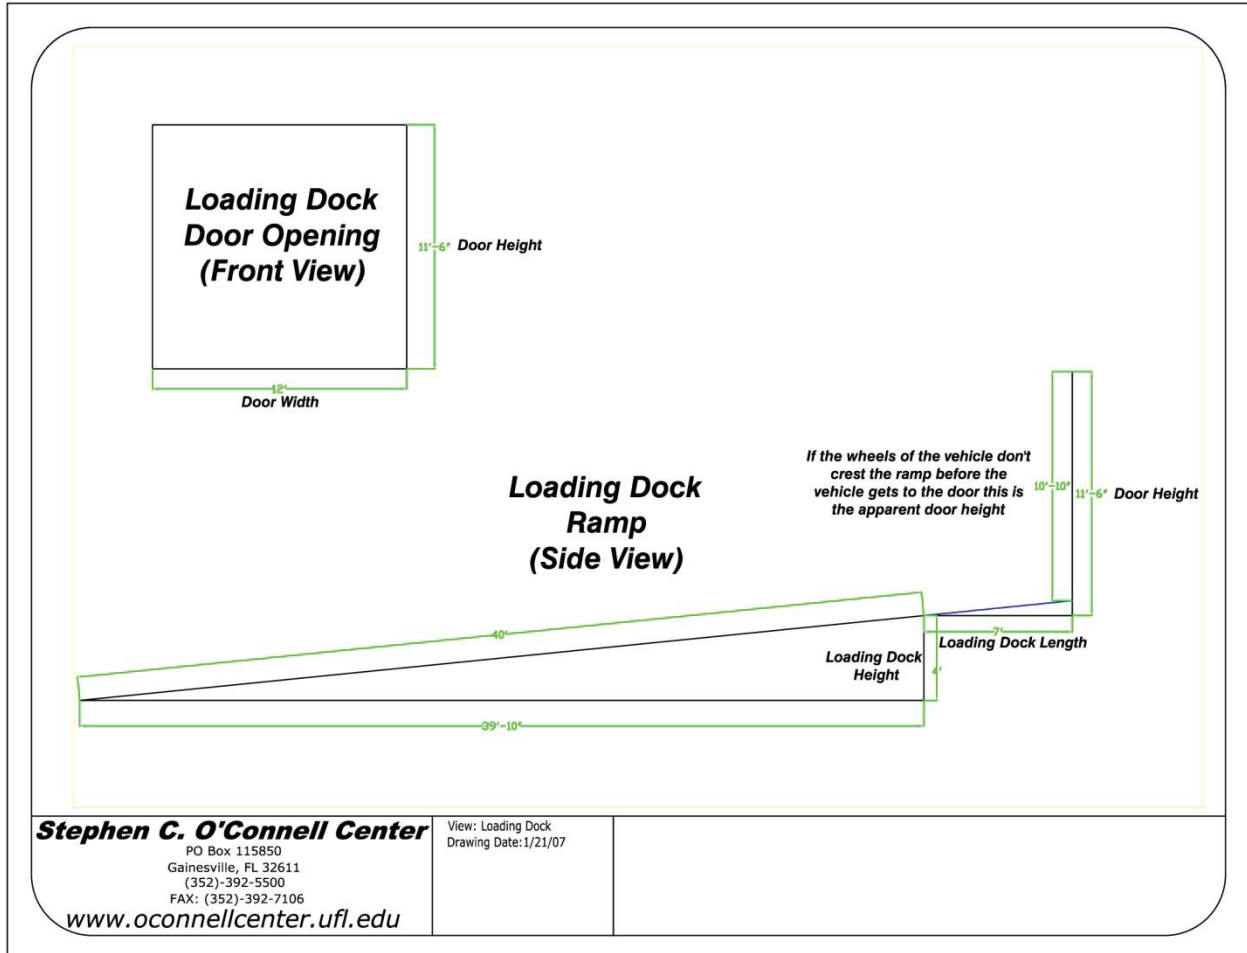 Loading Dock
Door Opening
(Front View)
11'-6" Door Height
12'
Door Width
If the wheels of the vehicle don't
crest the ramp before the
vehicle gets to the door this is
the apparent door height
10'-10"
11'-6" Door Height
Loading Dock
Ramp
(Side View)
40'
7'
Loading Dock Length
Loading Dock
Height
4'
39'-10"
Stephen C. O'Connell Center
PO Box 115850
Gainesville, FL 32611
(352)-392-5500
FAX: (352)-392-7106
www.oconnellcenter.ufl.edu
View: Loading Dock
Drawing Date:1/21/07